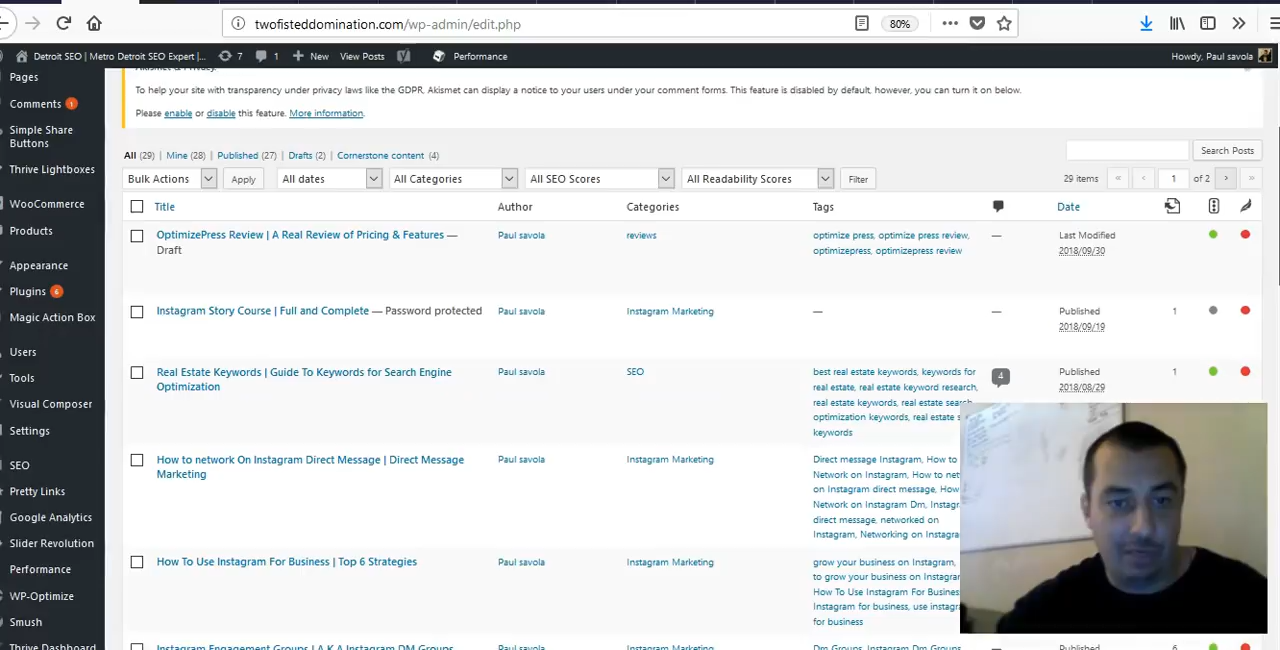 twofisteddomination.com/wp-admin/edit.php
80%
Detroit SEO | Metro Detroit SEO Expert |... 7 1 New View Posts Performance Howdy, Paul savola
Pages
Comments 1
Simple Share
Buttons
Thrive Lightboxes
WooCommerce
Products
Appearance
Plugins 6
Magic Action Box
Users
Tools
Visual Composer
Settings
SEO
Pretty Links
Google Analytics
Slider Revolution
Performance
WP-Optimize
Smush
Thrive Dashboard
To help your site with transparency under privacy laws like the GDPR, Akismet can display a notice to your users under your comment forms. This feature is disabled by default, however, you can turn it on below.
Please enable or disable this feature. More information.
All (29) | Mine (28) | Published (27) | Drafts (2) | Cornerstone content (4)
Search Posts
Bulk Actions Apply All dates All Categories All SEO Scores All Readability Scores Filter
29 items « ‹ 1 of 2 › »
Title Author Categories Tags Date
OptimizePress Review | A Real Review of Pricing & Features —
Draft
Paul savola
reviews
optimize press, optimize press review,
optimizepress, optimizepress review
—
Last Modified
2018/09/30
Instagram Story Course | Full and Complete — Password protected
Paul savola
Instagram Marketing
—
—
Published
2018/09/19
1
Real Estate Keywords | Guide To Keywords for Search Engine
Optimization
Paul savola
SEO
best real estate keywords, keywords for
real estate, real estate keyword research,
real estate keywords, real estate search
optimization keywords, real estate s
keywords
4
Published
2018/08/29
1
How to network On Instagram Direct Message | Direct Message
Marketing
Paul savola
Instagram Marketing
Direct message Instagram, How to
Network on Instagram, How to net
on Instagram direct message, How
Network on Instagram Dm, Instag
direct message, networked on
Instagram, Networking on Instagra
How To Use Instagram For Business | Top 6 Strategies
Paul savola
Instagram Marketing
grow your business on Instagram,
to grow your business on Instagram
How To Use Instagram For Business
Instagram for business, use instag
for business
Instagram Engagement Groups | A.K.A Instagram DM Groups
Paul savola
Instagram Marketing
Dm Groups, Instagram Dm Groups,
Published
6